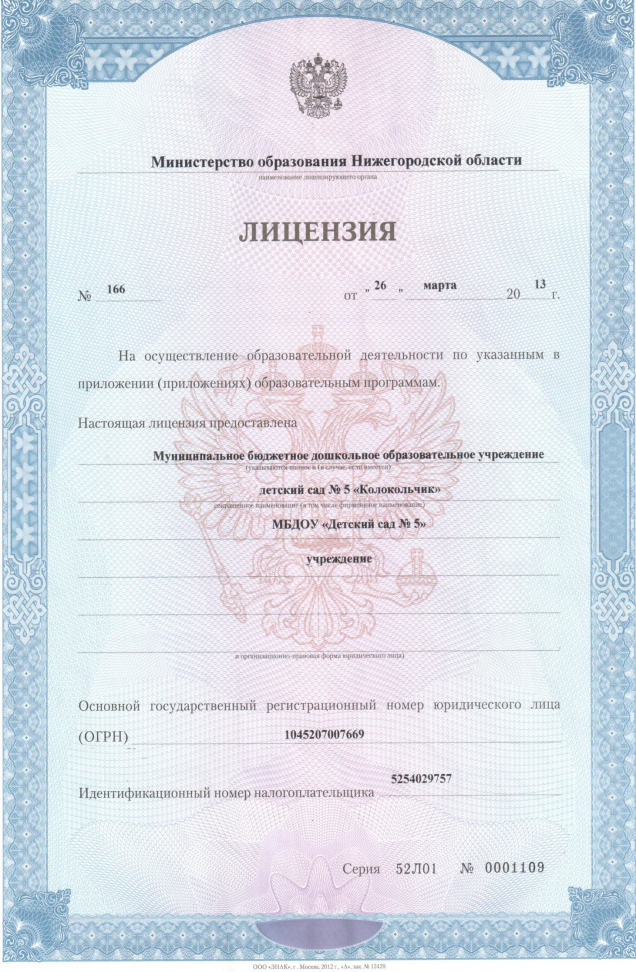 Министерство образования Нижегородской области
наименование лицензирующего органа
ЛИЦЕНЗИЯ
№ 166 от " 26 " марта 20 13 г.
На осуществление образовательной деятельности по указанным в
приложении (приложениях) образовательным программам.
Настоящая лицензия предоставлена
Муниципальное бюджетное дошкольное образовательное учреждение
(указываются полное и (в случае, если имеется)
детский сад № 5 «Колокольчик»
сокращенное наименование (в том числе фирменное наименование)
МБДОУ «Детский сад № 5»
учреждение
и организационно-правовая форма юридического лица)
Основной государственный регистрационный номер юридического лица
(ОГРН) 1045207007669
Идентификационный номер налогоплательщика 5254029757
Серия 52Л01 № 0001109
ООО «ЗНАК», г. Москва, 2012 г., «А», зак. № 12429